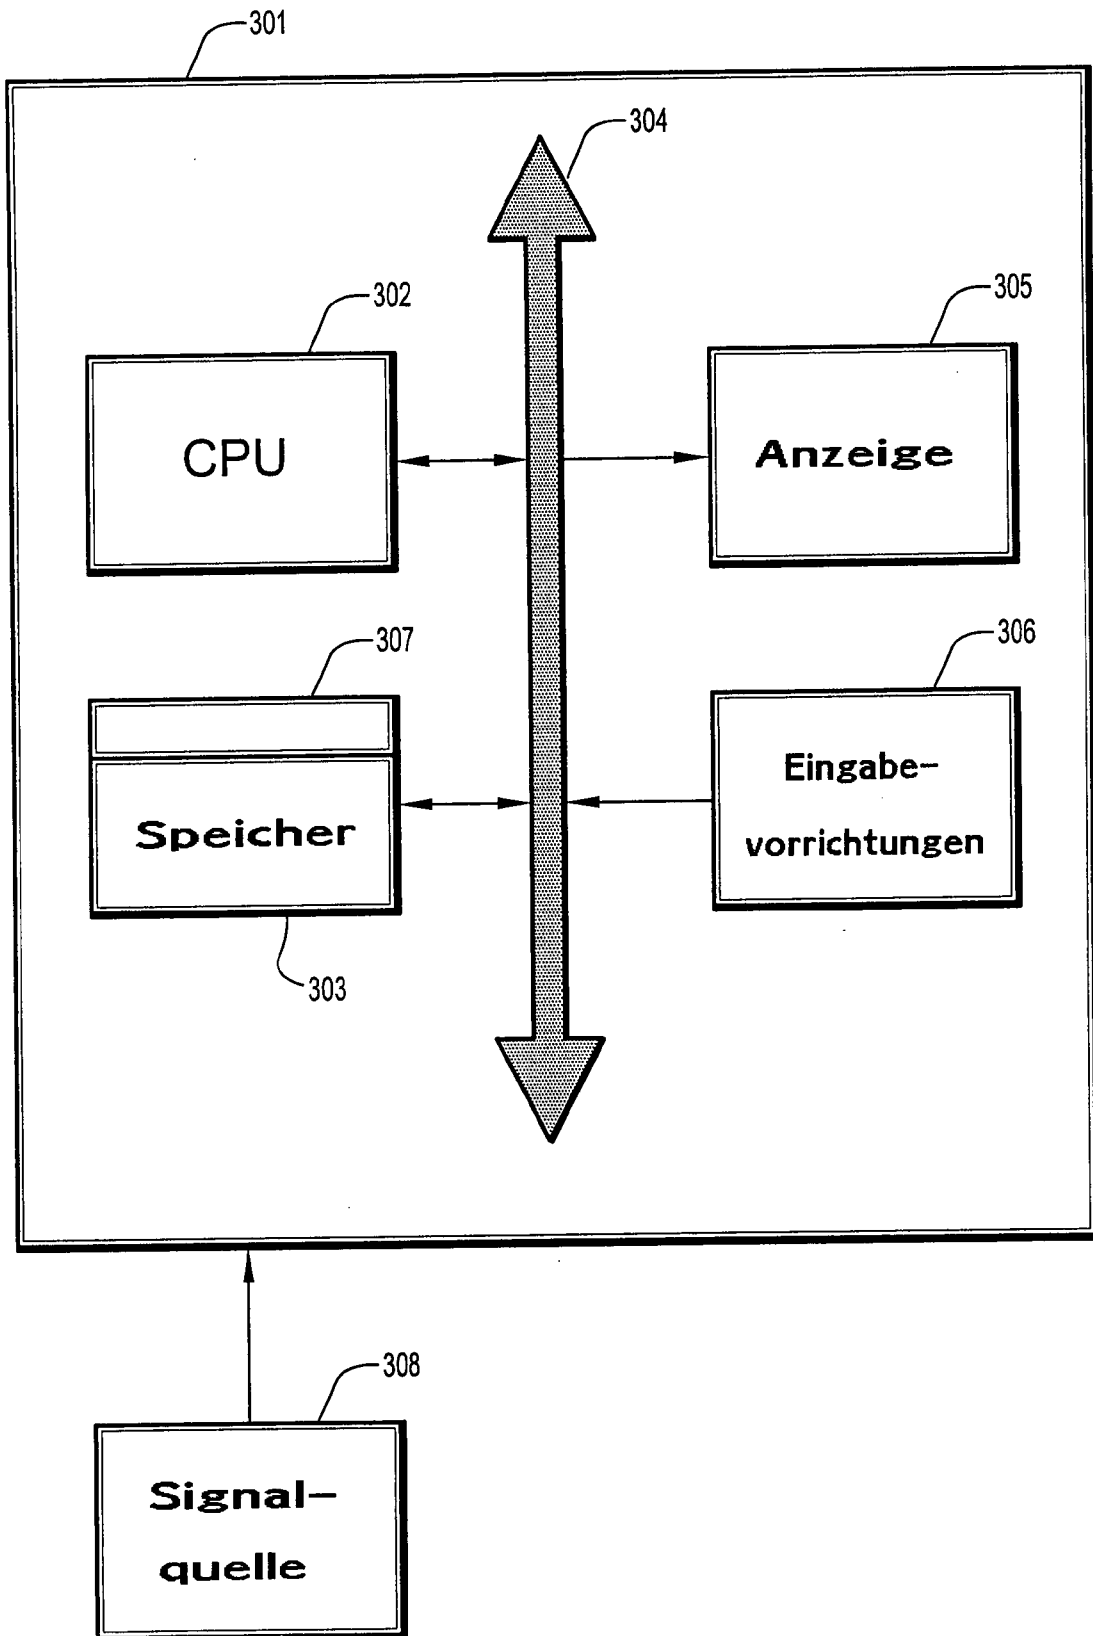 301
304
302
305
CPU
Anzeige
307
306
Speicher
Eingabe-
vorrichtungen
303
308
Signal-
quelle